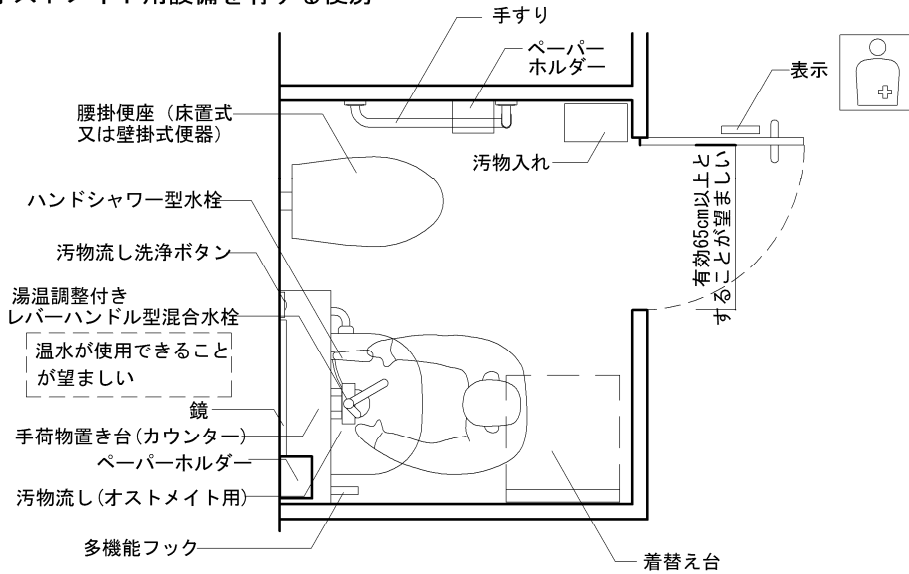 オストメイト用設備を有する便房
手すり
ペーパー
ホルダー
表示
腰掛便座（床置式
又は壁掛式便器）
汚物入れ
有効65cm以上と
することが望ましい
ハンドシャワー型水栓
汚物流し洗浄ボタン
湯温調整付き
レバーハンドル型混合水栓
温水が使用できること
が望ましい
鏡
手荷物置き台(カウンター)
ペーパーホルダー
汚物流し(オストメイト用)
多機能フック
着替え台